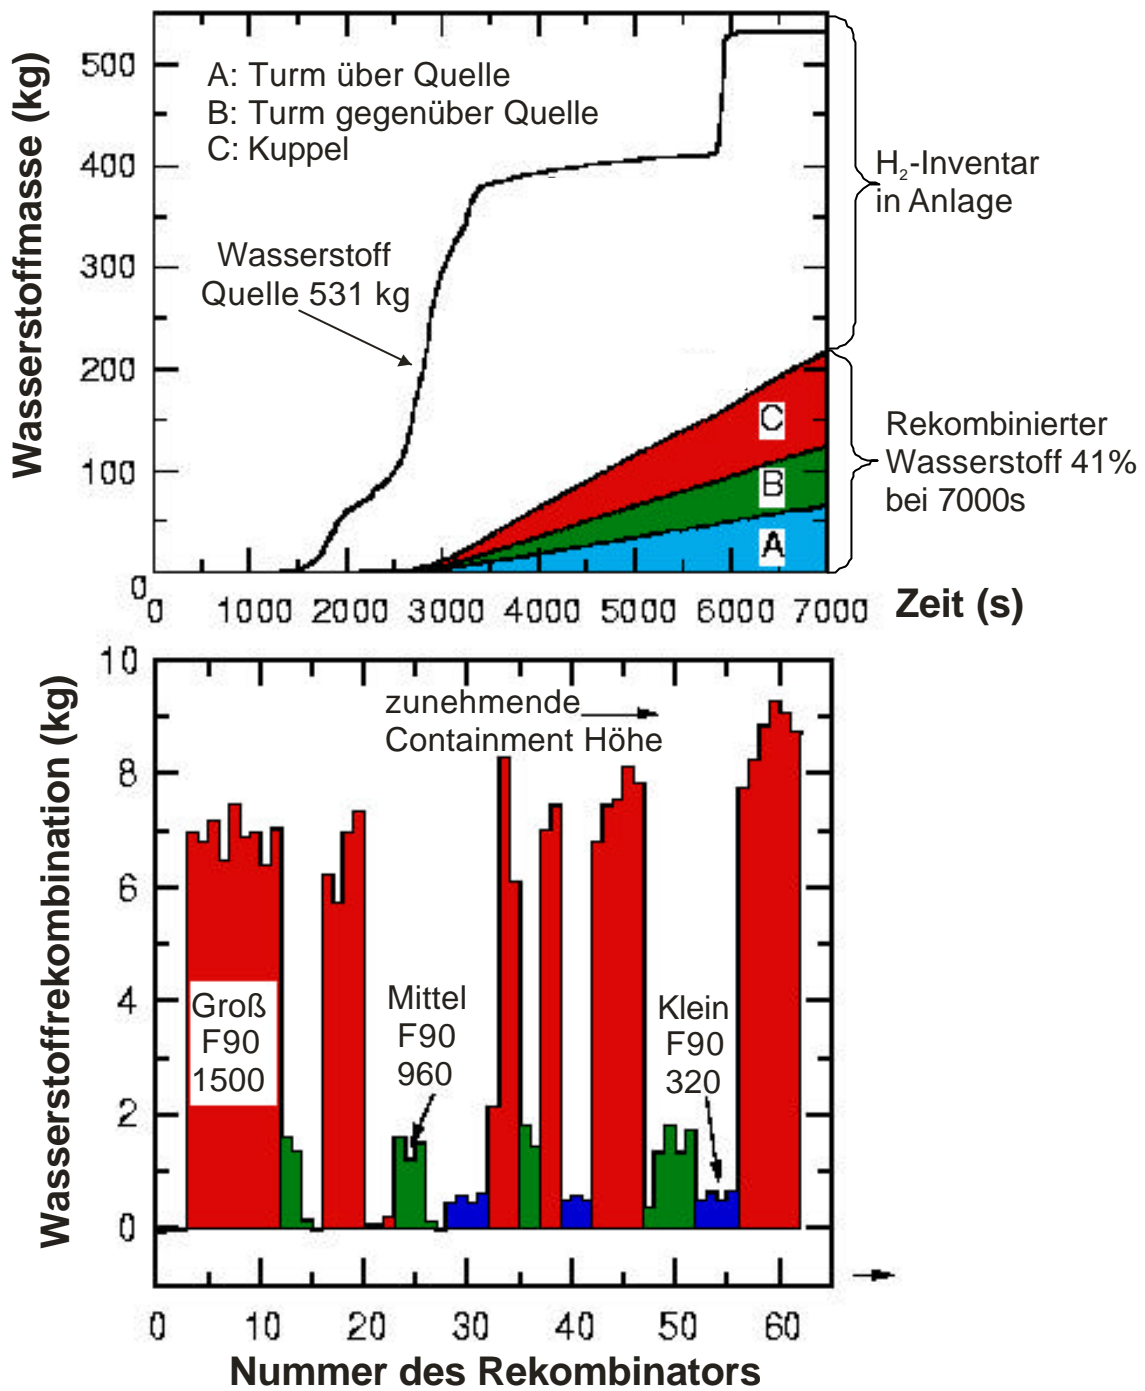 Wasserstoffmasse (kg)
500
400
300
200
100
0
A: Turm über Quelle
B: Turm gegenüber Quelle
C: Kuppel
Wasserstoff
Quelle 531 kg
C
B
A
H₂-Inventar
in Anlage
Rekombinierter
Wasserstoff 41%
bei 7000s
0 1000 2000 3000 4000 5000 6000 7000 Zeit (s)
Wasserstoffrekombination (kg)
10
8
6
4
2
0
zunehmende
Containment Höhe
Groß
F90
1500
Mittel
F90
960
Klein
F90
320
0 10 20 30 40 50 60
Nummer des Rekombinators